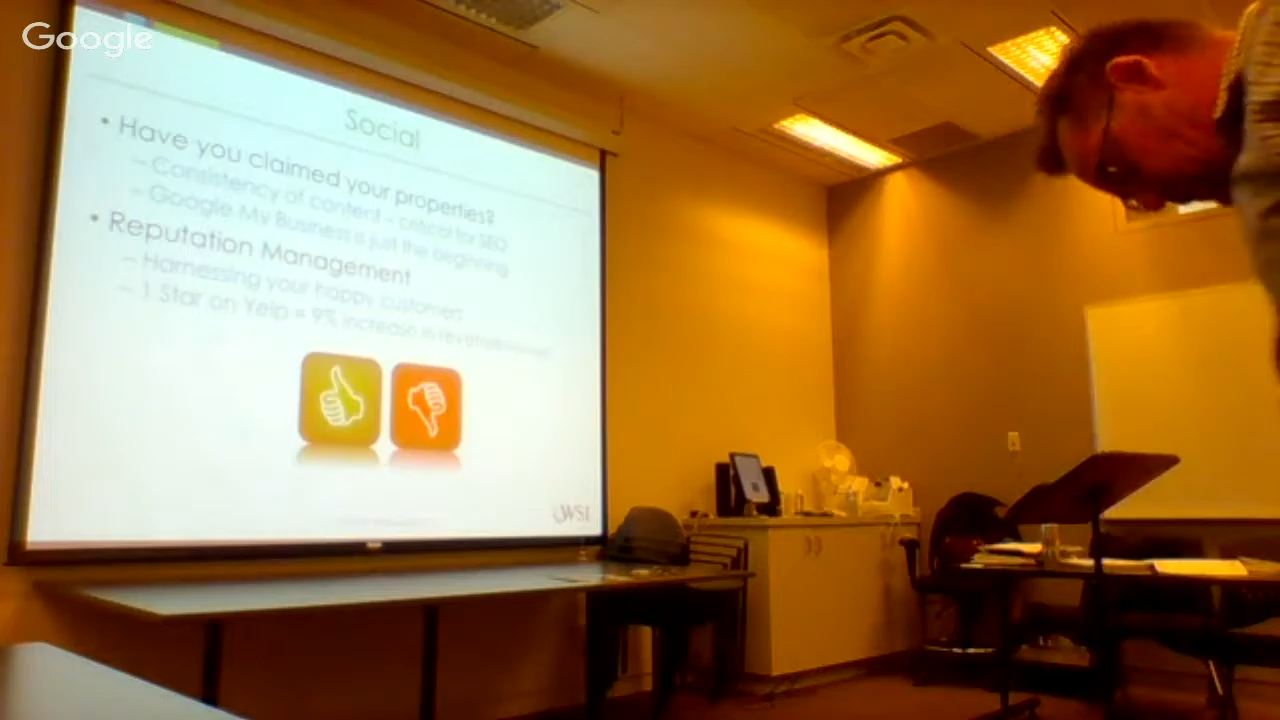 Google
Social
• Have you claimed your properties?
– Consistency of content – critical for SEO
– Google My Business is just the beginning
• Reputation Management
– Harnessing your happy customers
– 1 Star on Yelp = 9% increase in
WSI